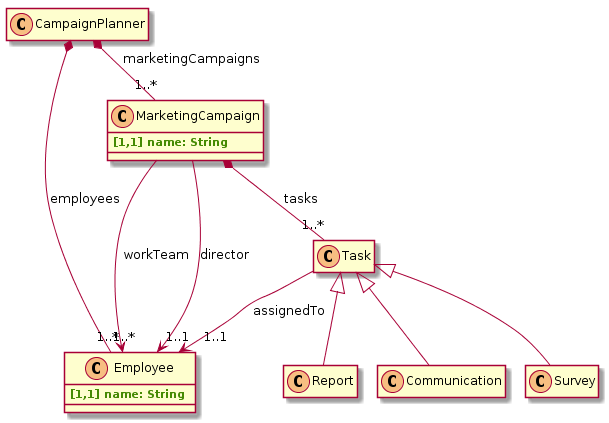 C CampaignPlanner
marketingCampaigns
1..*
C MarketingCampaign
[1,1] name: String
employees
tasks
1..*
workTeam
director
C Task
assignedTo
1..*
1..*
1..1
1..1
C Employee
[1,1] name: String
C Report
C Communication
C Survey